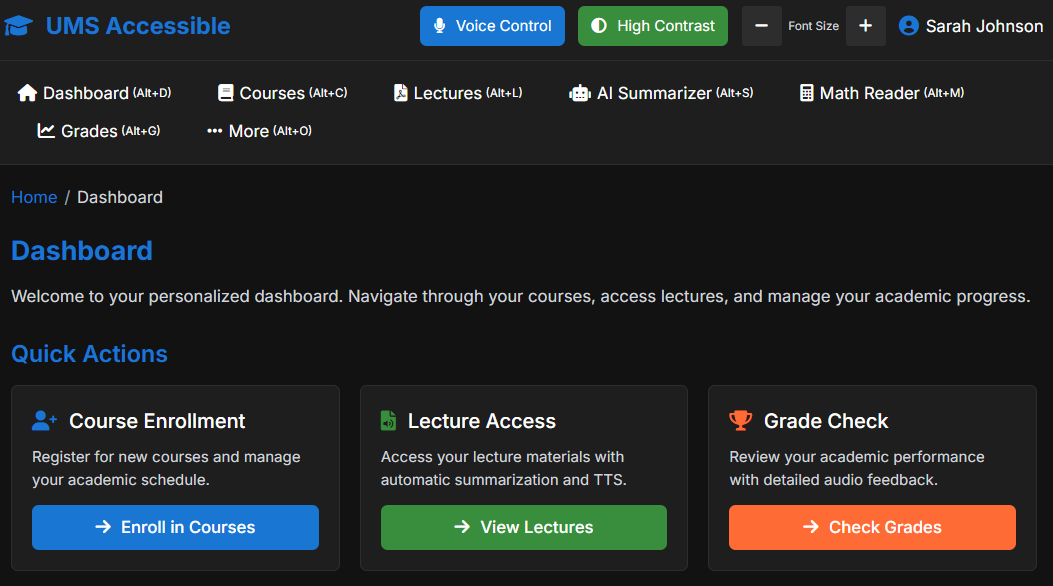 UMS Accessible
Voice Control
High Contrast
Font Size
Sarah Johnson
Dashboard (Alt+D)
Courses (Alt+C)
Lectures (Alt+L)
AI Summarizer (Alt+S)
Math Reader (Alt+M)
Grades (Alt+G)
More (Alt+O)
Home / Dashboard
Dashboard
Welcome to your personalized dashboard. Navigate through your courses, access lectures, and manage your academic progress.
Quick Actions
Course Enrollment
Register for new courses and manage
your academic schedule.
Enroll in Courses
Lecture Access
Access your lecture materials with
automatic summarization and TTS.
View Lectures
Grade Check
Review your academic performance
with detailed audio feedback.
Check Grades